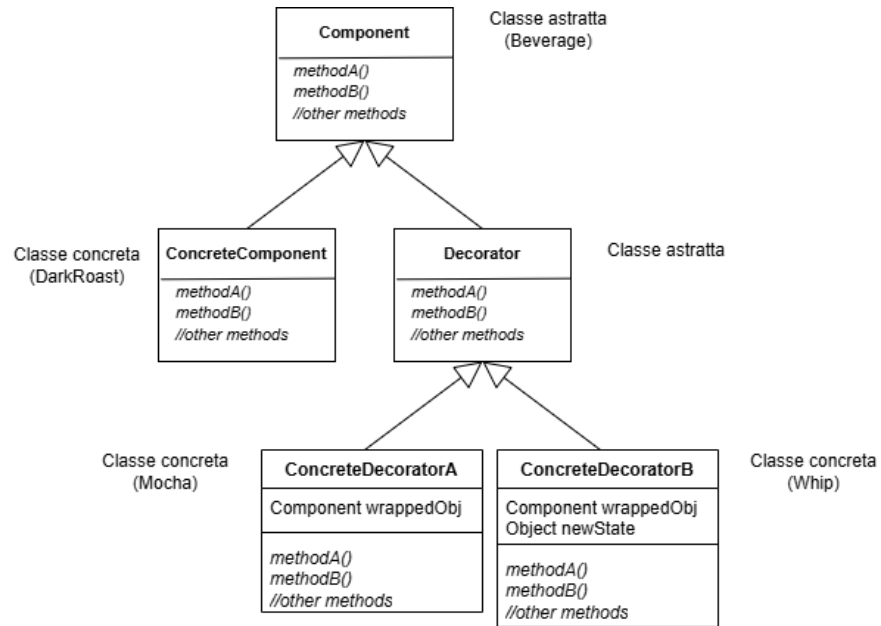 Component
methodA()
methodB()
//other methods
Classe astratta
(Beverage)
Classe concreta
(DarkRoast)
ConcreteComponent
methodA()
methodB()
//other methods
Decorator
methodA()
methodB()
//other methods
Classe astratta
Classe concreta
(Mocha)
ConcreteDecoratorA
Component wrappedObj
methodA()
methodB()
//other methods
ConcreteDecoratorB
Component wrappedObj
Object newState
methodA()
methodB()
//other methods
Classe concreta
(Whip)